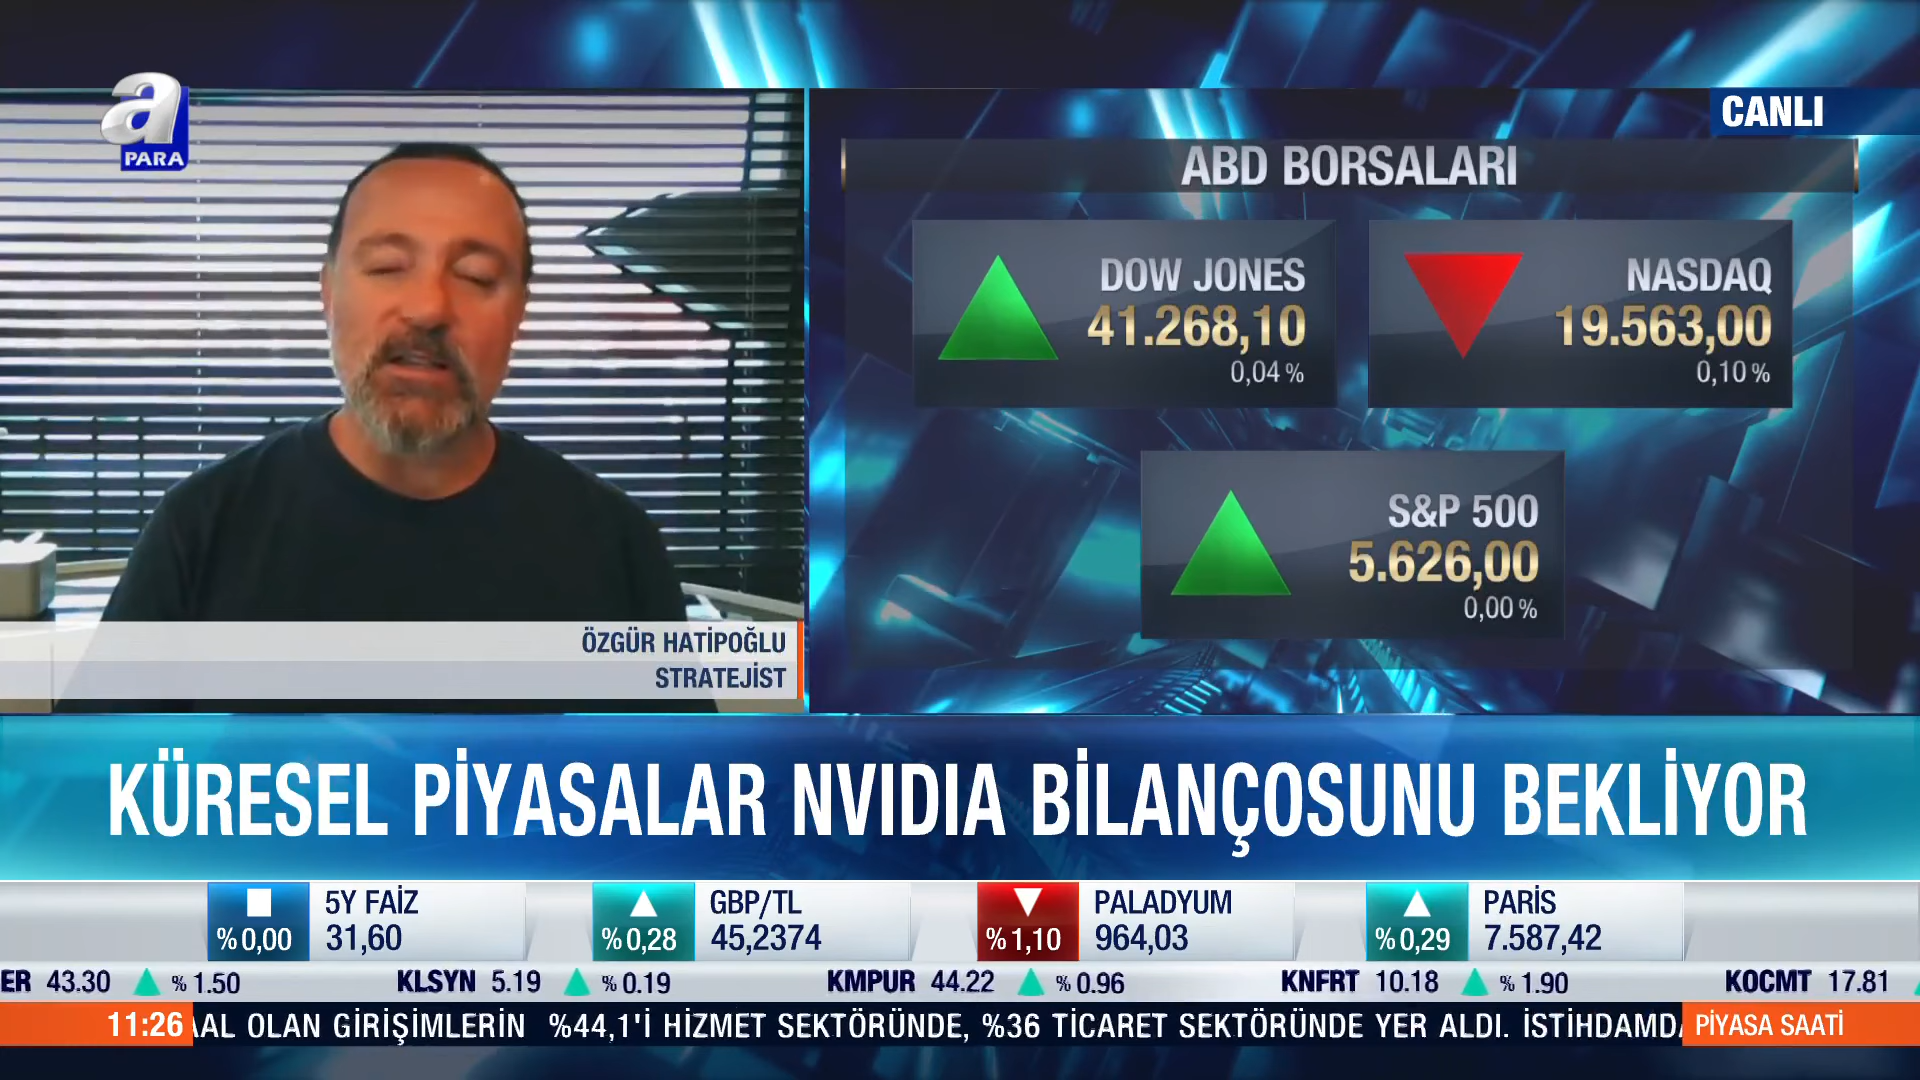 a
PARA
CANLI
ABD BORSALARI
DOW JONES
41.268,10
0,04 %
NASDAQ
19.563,00
0,10 %
S&P 500
5.626,00
0,00 %
ÖZGÜR HATİPOĞLU
STRATEJİST
KÜRESEL PİYASALAR NVIDIA BİLANÇOSUNU BEKLİYOR
5Y FAİZ
%0,00 31,60
GBP/TL
%0,28 45,2374
PALADYUM
%1,10 964,03
PARİS
%0,29 7.587,42
ER 43.30 % 1.50 KLSYN 5.19 % 0.19 KMPUR 44.22 % 0.96 KNFRT 10.18 % 1.90 KOCMT 17.81
11:26 AAL OLAN GİRİŞİMLERİN %44,1'İ HİZMET SEKTÖRÜNDE, %36 TİCARET SEKTÖRÜNDE YER ALDI. İSTİHDAMDA PİYASA SAATİ